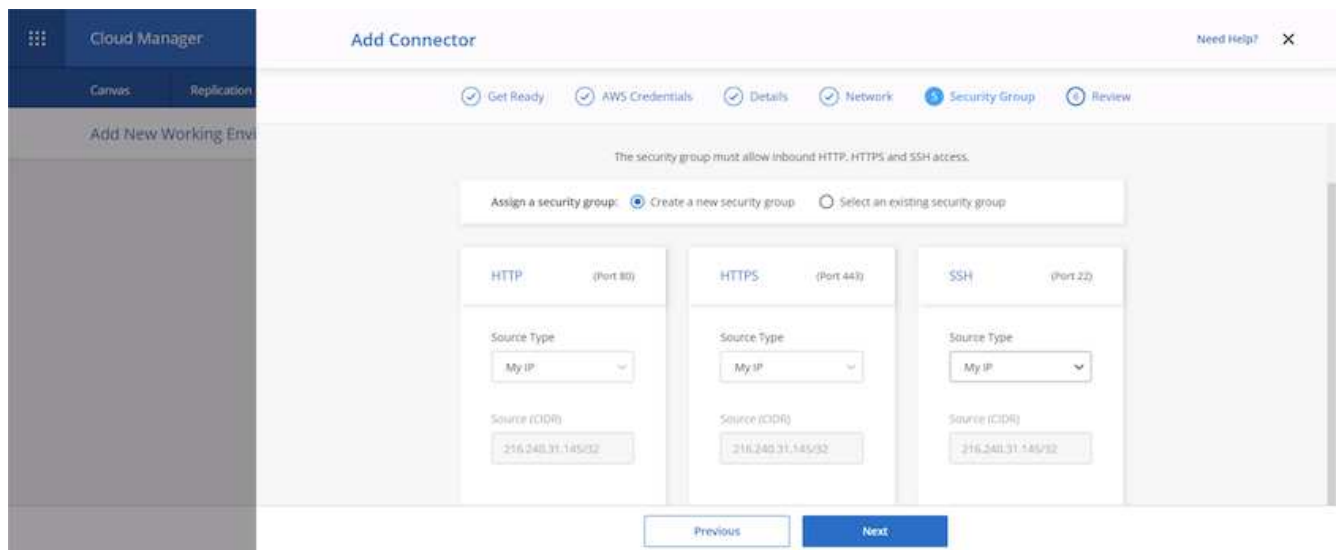 Cloud Manager
Add Connector
Need Help?
Canvas
Replication
Get Ready
AWS Credentials
Details
Network
5 Security Group
6 Review
Add New Working Envi
The security group must allow inbound HTTP, HTTPS and SSH access.
Assign a security group: Create a new security group Select an existing security group
HTTP (Port 80)
HTTPS (Port 443)
SSH (Port 22)
Source Type
Source Type
Source Type
My IP
My IP
My IP
Source (CIDR)
Source (CIDR)
Source (CIDR)
216.240.31.145/32
216.240.31.145/32
216.240.31.145/32
Previous
Next